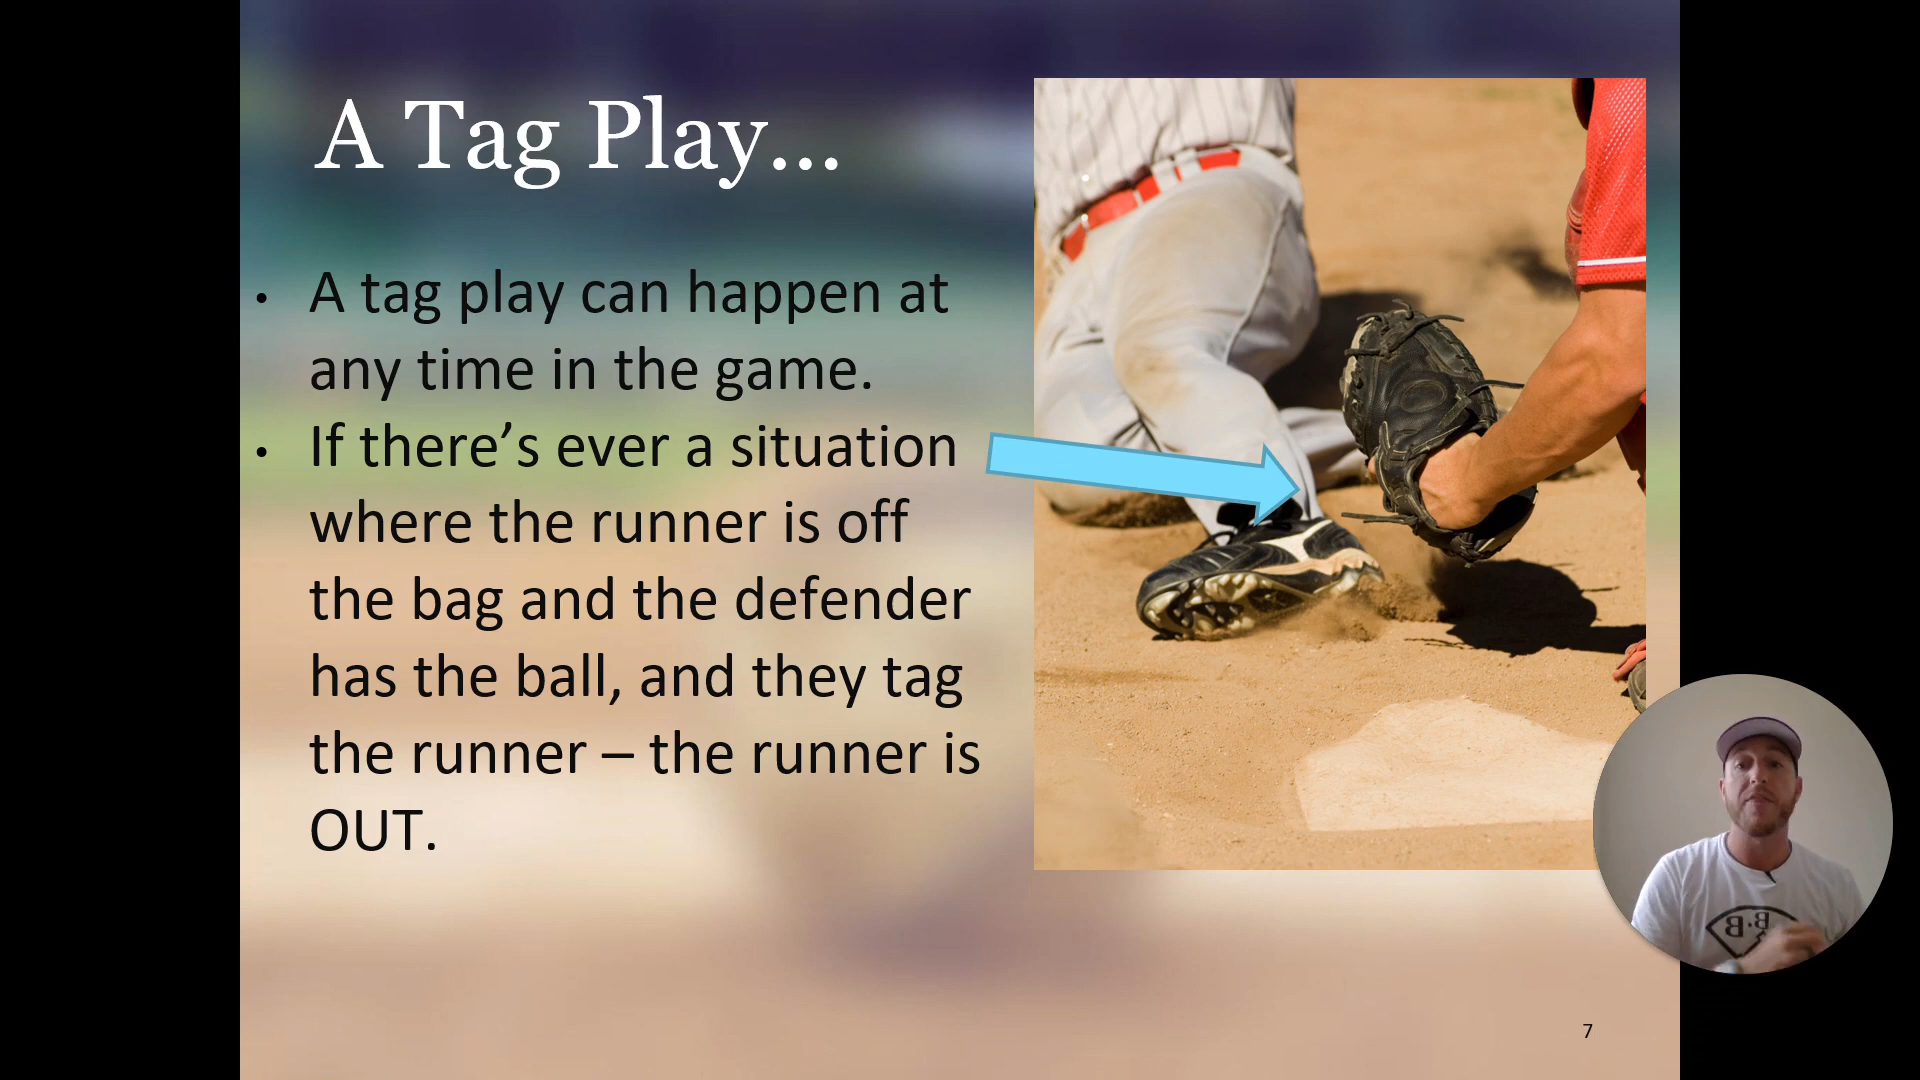 A Tag Play...
• A tag play can happen at
any time in the game.
• If there’s ever a situation
where the runner is off
the bag and the defender
has the ball, and they tag
the runner – the runner is
OUT.
7